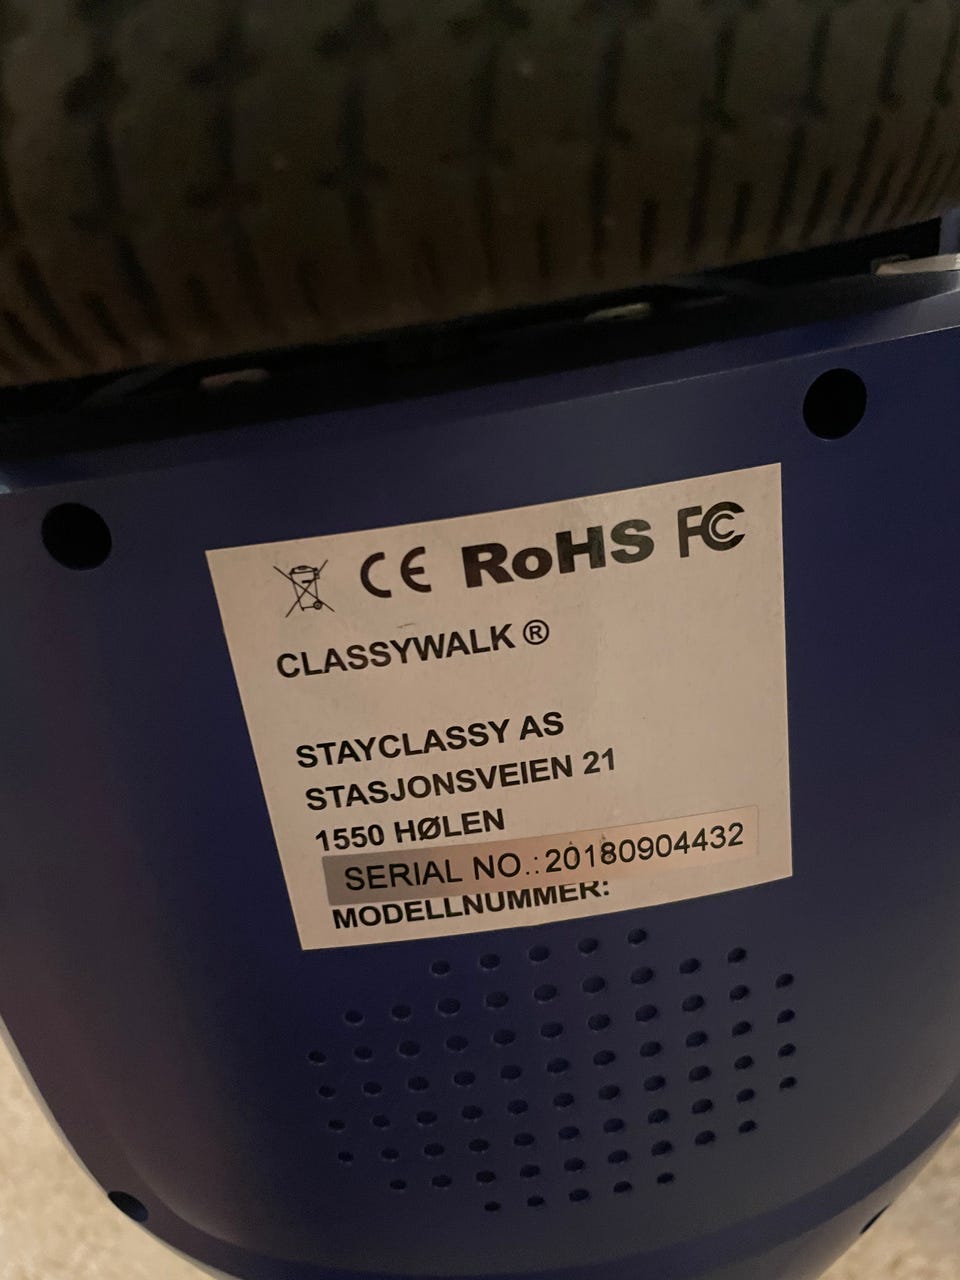 CE RoHS FC
CLASSYWALK ®
STAYCLASSY AS
STASJONSVEIEN 21
1550 HØLEN
SERIAL NO.:20180904432
MODELLNUMMER: